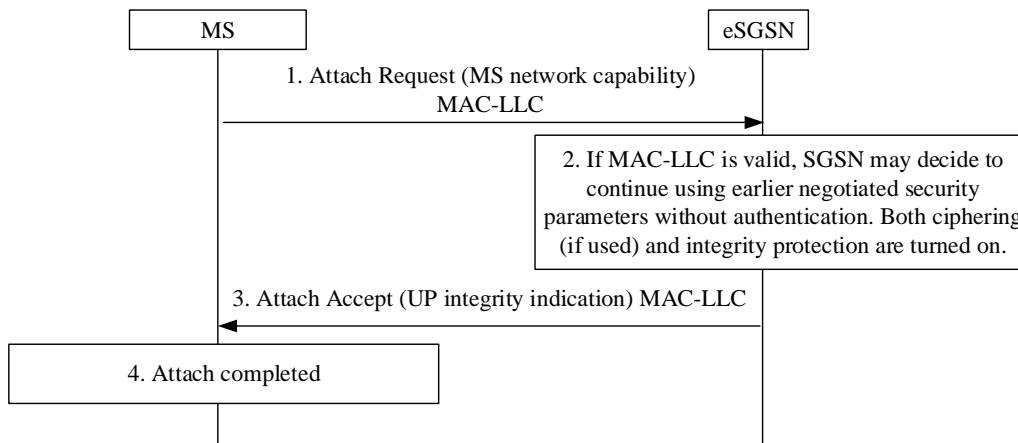 MS
eSGSN
1. Attach Request (MS network capability)
MAC-LLC
2. If MAC-LLC is valid, SGSN may decide to
continue using earlier negotiated security
parameters without authentication. Both ciphering
(if used) and integrity protection are turned on.
3. Attach Accept (UP integrity indication) MAC-LLC
4. Attach completed